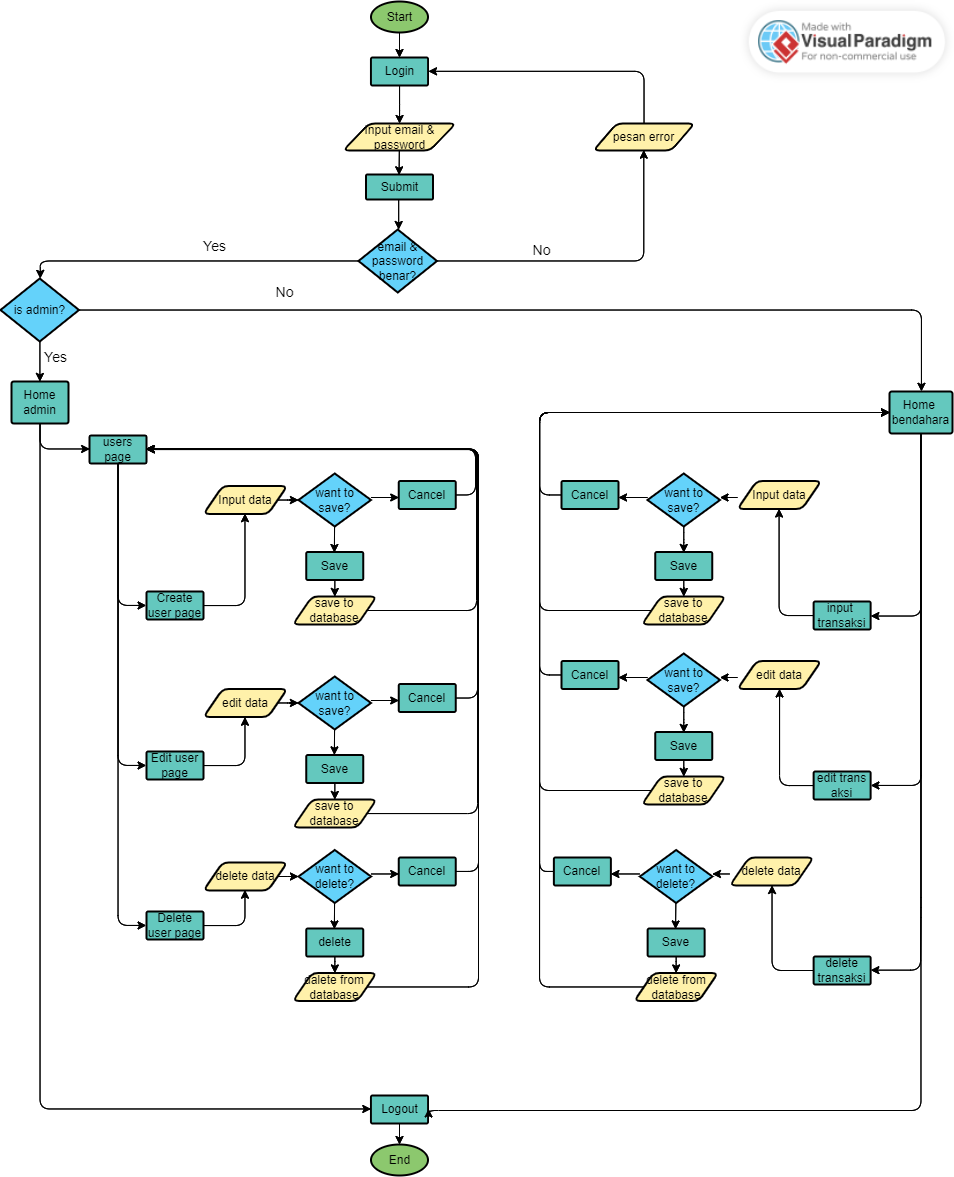 Start
Made with
VisualParadigm
For non-commercial use
Login
Input email &
password
pesan error
Submit
email &
password
benar?
Yes
No
is admin?
No
Yes
Home
admin
Home
bendahara
users
page
Input data
want to
save?
Cancel
Save
save to
database
Create
user page
edit data
want to
save?
Cancel
Save
save to
database
Edit user
page
delete data
want to
delete?
Cancel
delete
dalete from
database
Delete
user page
Cancel
want to
save?
Input data
Save
save to
database
input
transaksi
Cancel
want to
save?
edit data
Save
save to
database
edit trans
aksi
Cancel
want to
delete?
delete data
Save
delete from
database
delete
transaksi
Logout
End